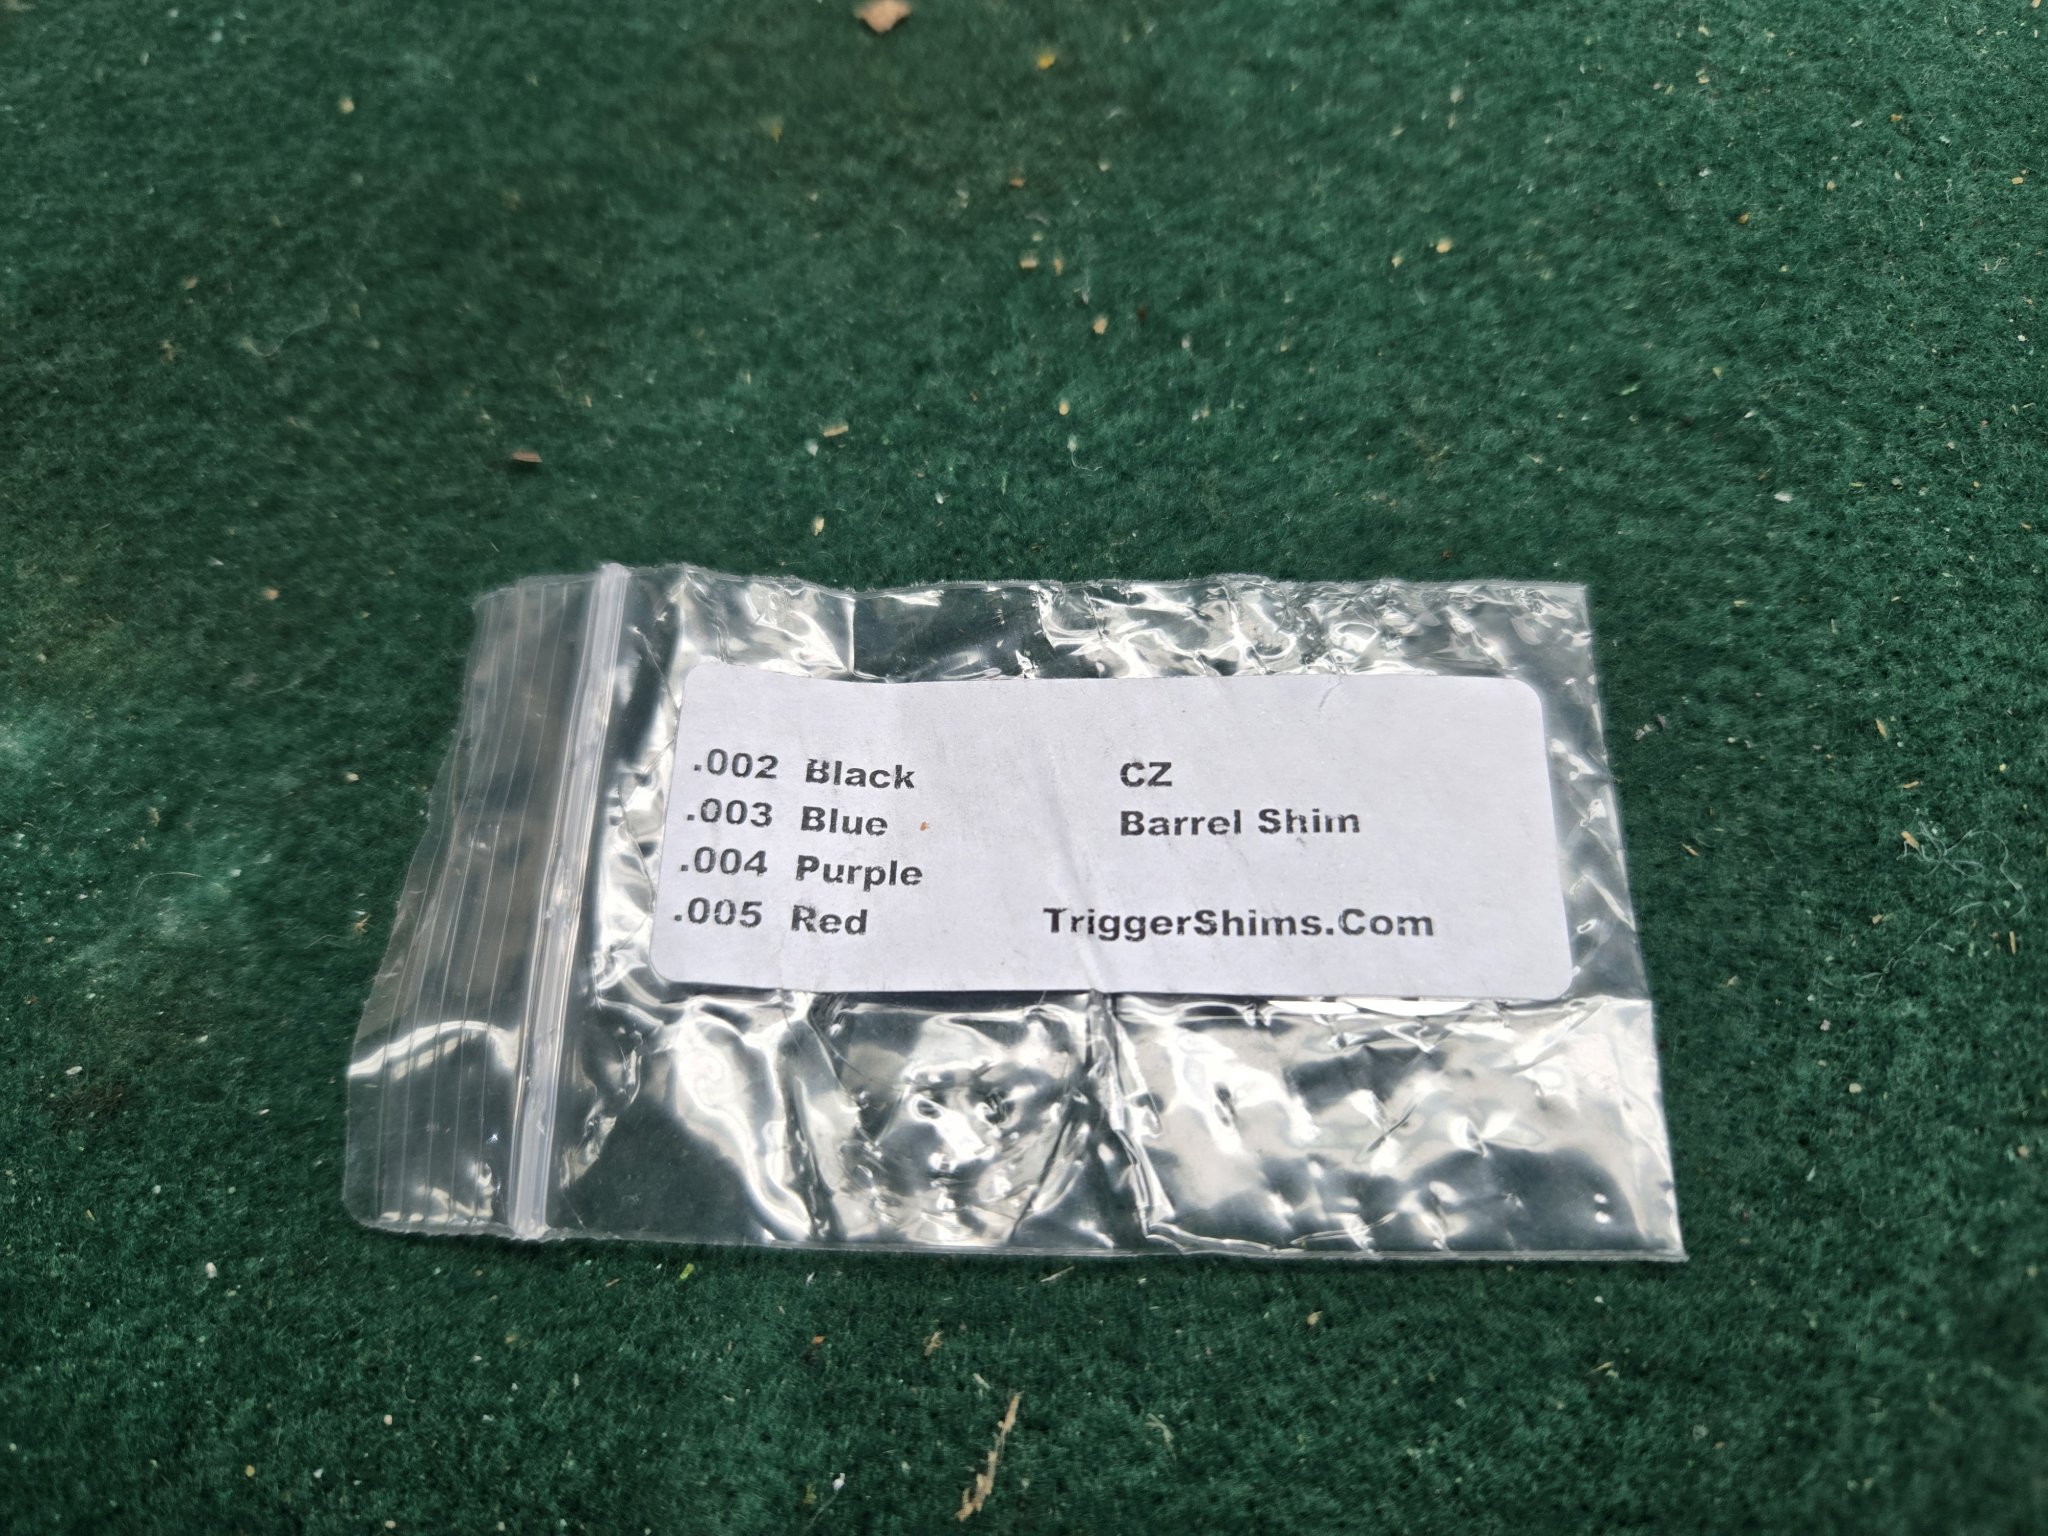 .002 Black
.003 Blue
.004 Purple
.005 Red
CZ
Barrel Shim
TriggerShims.Com